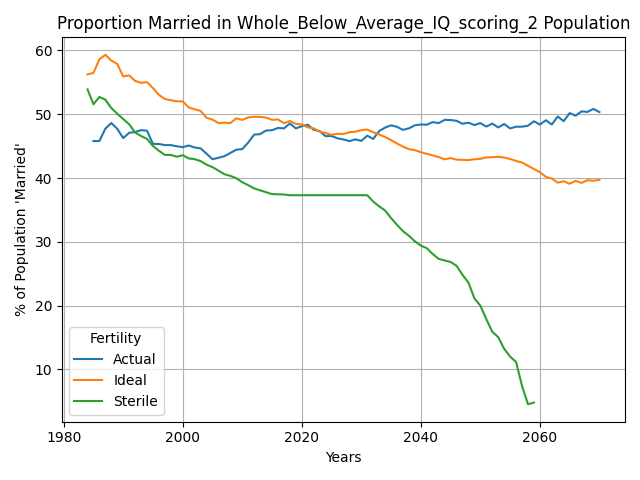 Proportion Married in Whole_Below_Average_IQ_scoring_2 Population
% of Population 'Married'
60
50
40
30
20
10
Fertility
Actual
Ideal
Sterile
1980
2000
2020
2040
2060
Years